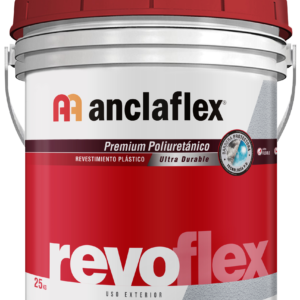 anclaflex®
Premium Poliuretánico
REVESTIMIENTO PLÁSTICO
Ultra Durable
revoflex
25KG
USO EXTERIOR